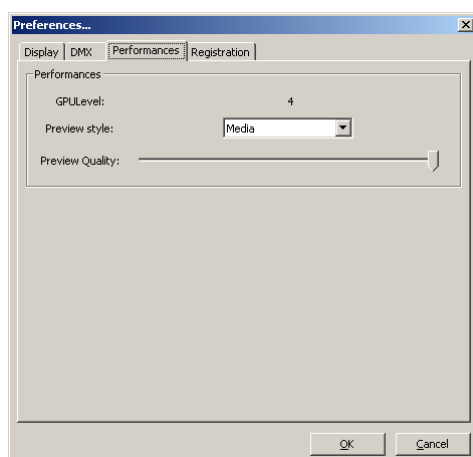 Preferences...
Display DMX Performances Registration
Performances
GPULevel: 4
Preview style: Media
Preview Quality:
OK Cancel